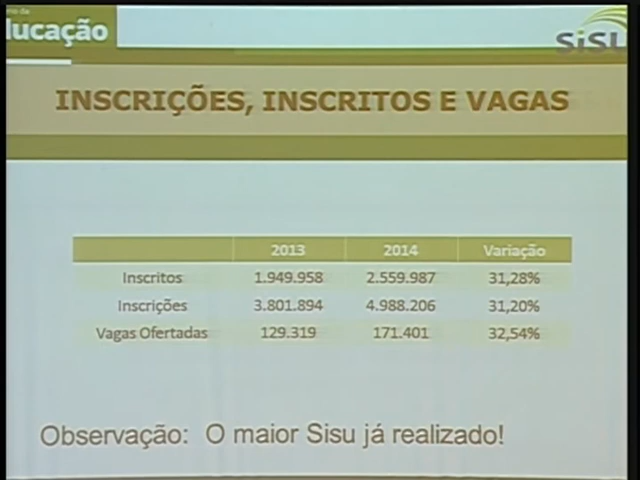 ducação
SiSU
INSCRIÇÕES, INSCRITOS E VAGAS
2013 2014 Variação
Inscritos 1.949.958 2.559.987 31,28%
Inscrições 3.801.894 4.988.206 31,20%
Vagas Ofertadas 129.319 171.401 32,54%
Observação: O maior Sisu já realizado!